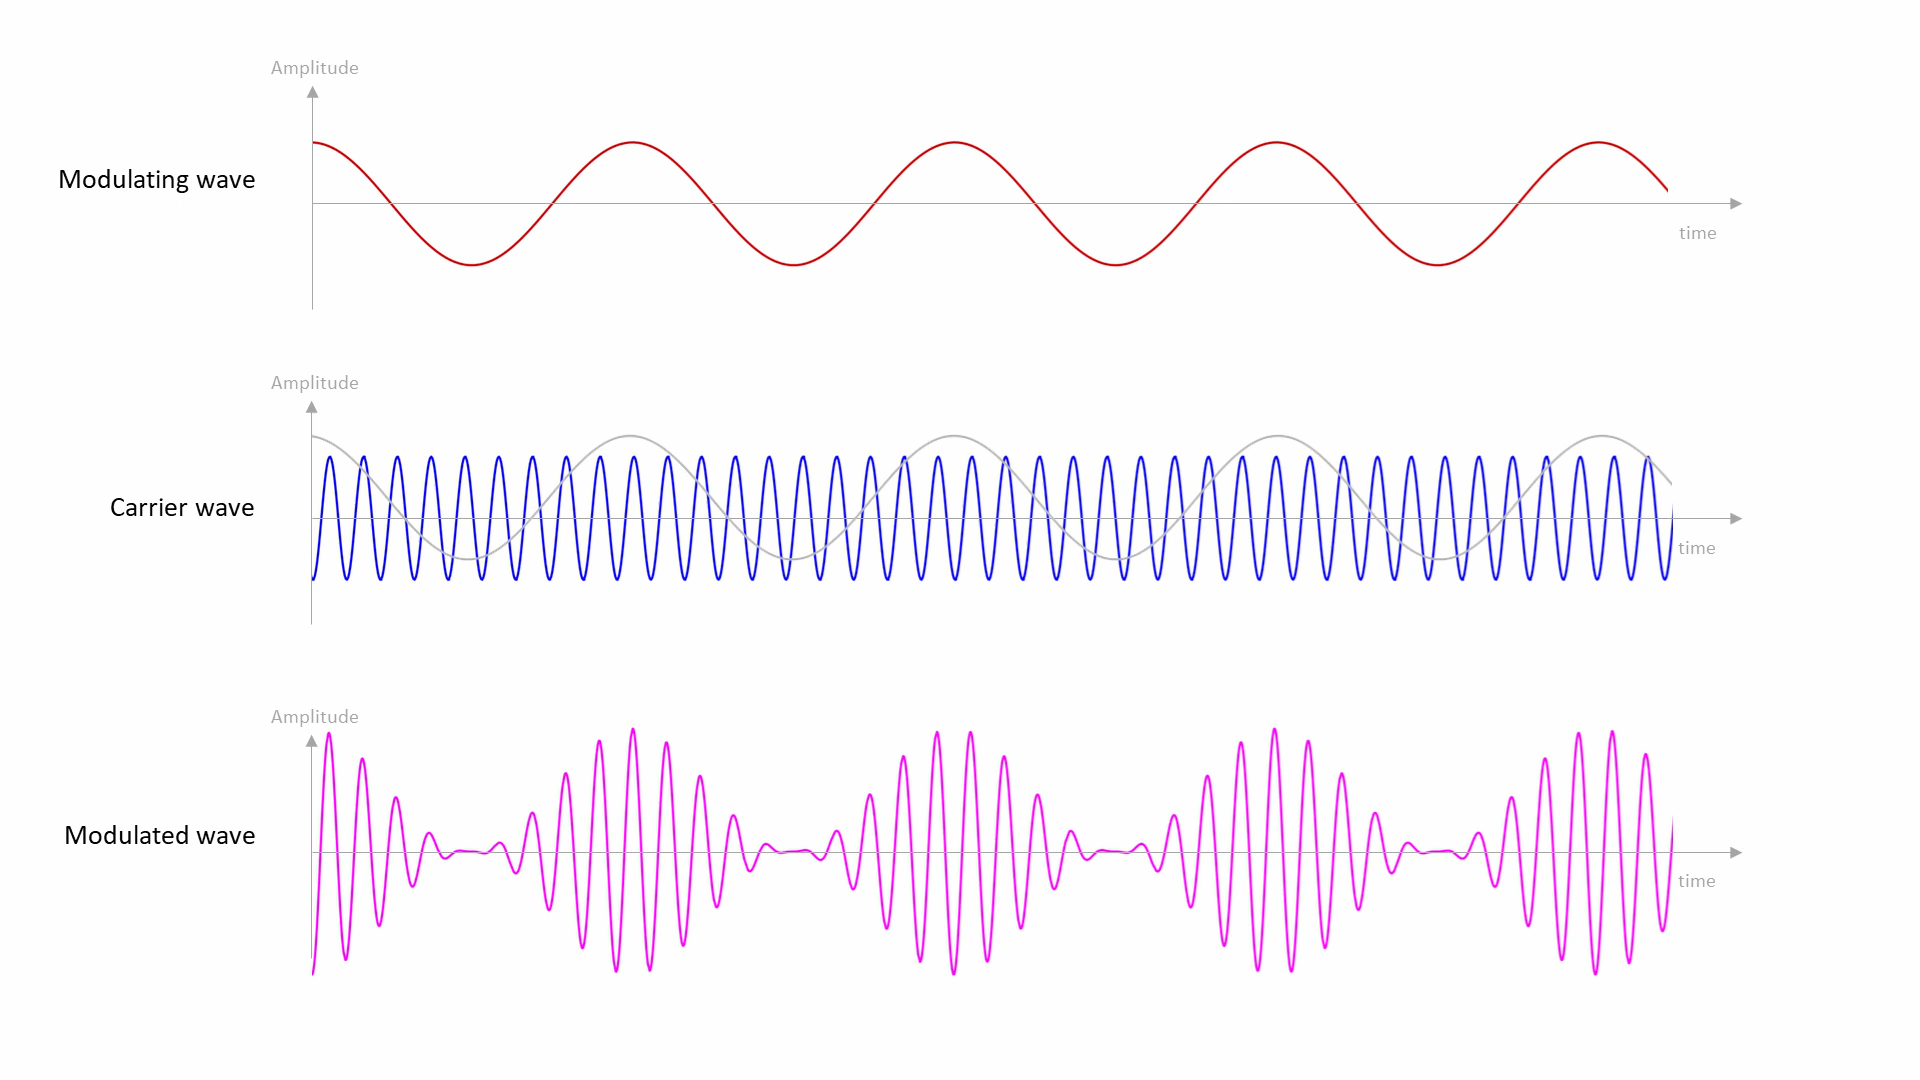 Amplitude
Modulating wave
time
Amplitude
Carrier wave
time
Amplitude
Modulated wave
time